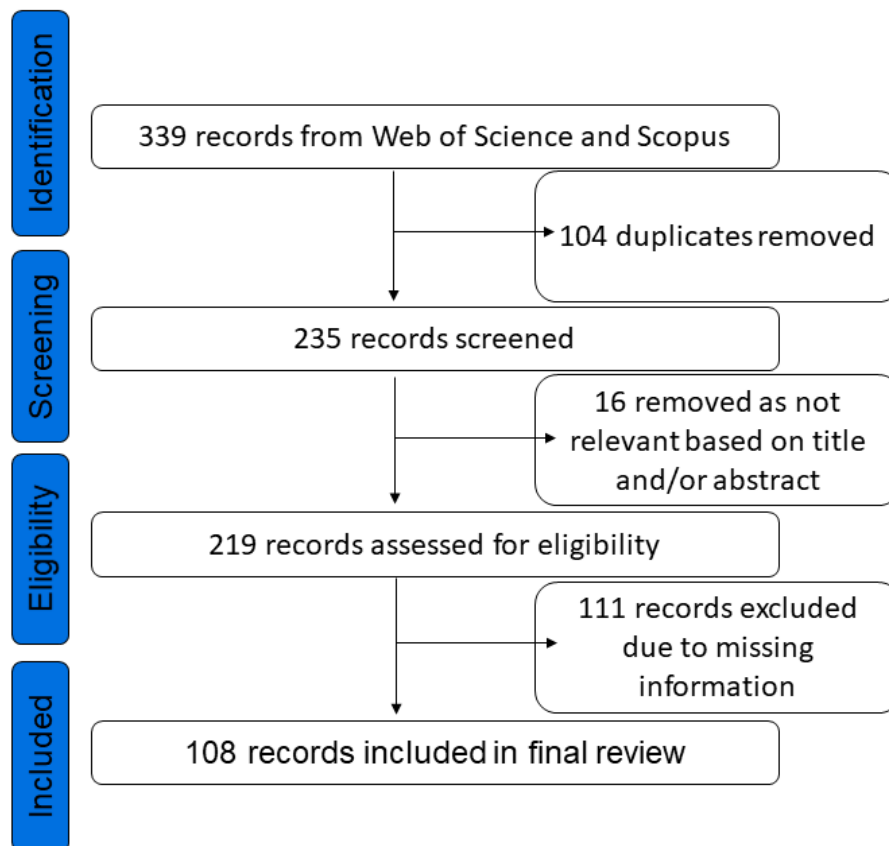 Identification
339 records from Web of Science and Scopus
104 duplicates removed
Screening
235 records screened
16 removed as not
relevant based on title
and/or abstract
Eligibility
219 records assessed for eligibility
111 records excluded
due to missing
information
Included
108 records included in final review